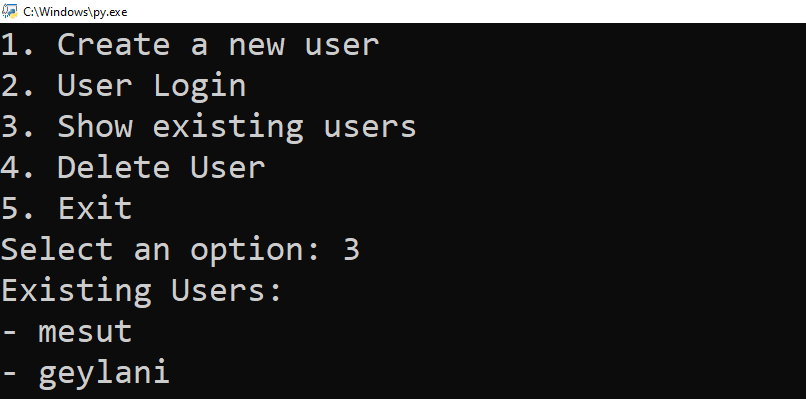 C:\Windows\py.exe
1. Create a new user
2. User Login
3. Show existing users
4. Delete User
5. Exit
Select an option: 3
Existing Users:
- mesut
- geylani